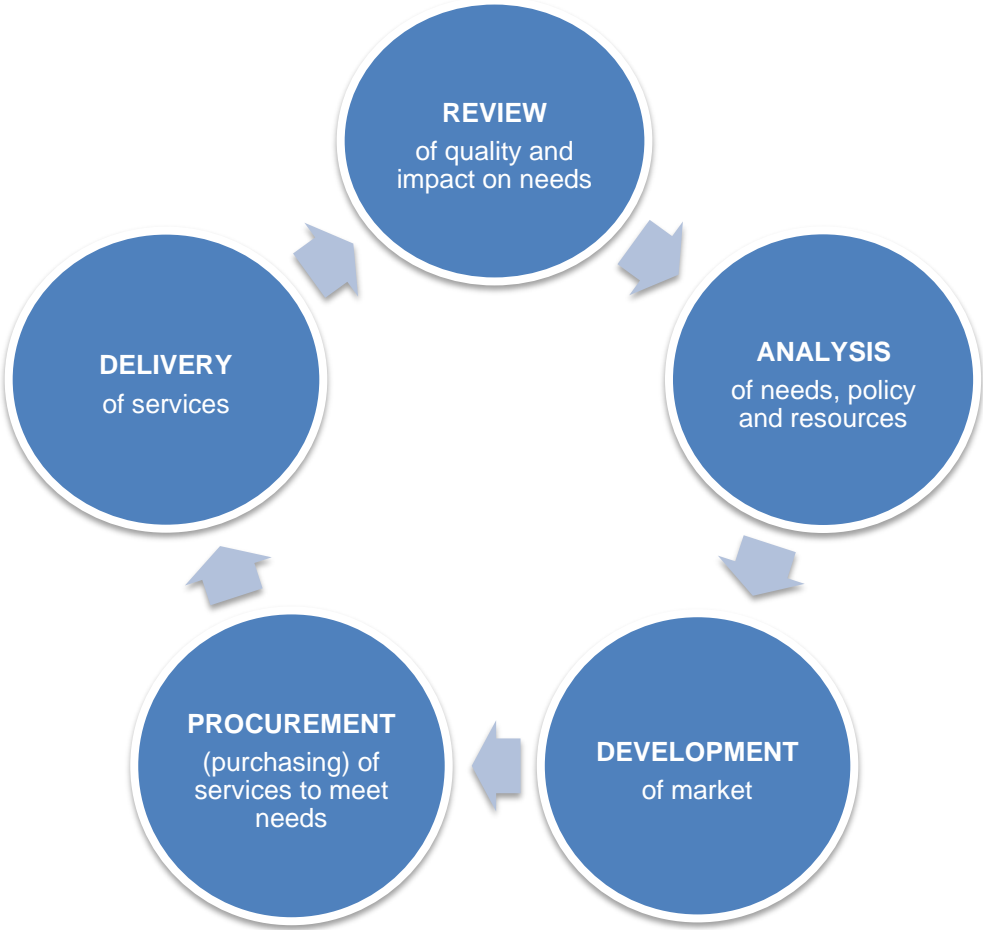 REVIEW
of quality and
impact on needs
ANALYSIS
of needs, policy
and resources
DEVELOPMENT
of market
PROCUREMENT
(purchasing) of
services to meet
needs
DELIVERY
of services